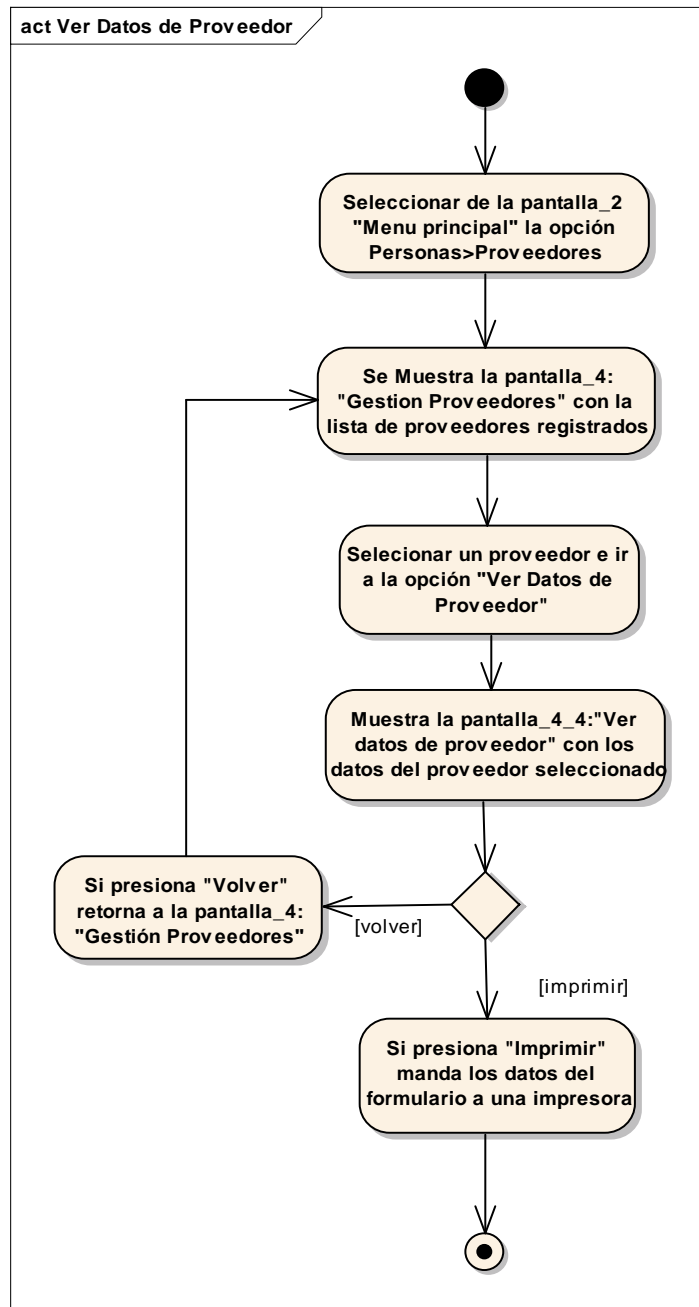 act Ver Datos de Proveedor
Seleccionar de la pantalla_2
"Menu principal" la opción
Personas>Proveedores
Se Muestra la pantalla_4:
"Gestion Proveedores" con la
lista de proveedores registrados
Selecionar un proveedor e ir
a la opción "Ver Datos de
Proveedor"
Muestra la pantalla_4_4:"Ver
datos de proveedor" con los
datos del proveedor seleccionado
Si presiona "Volver"
retorna a la pantalla_4:
"Gestión Proveedores"
[volver]
[imprimir]
Si presiona "Imprimir"
manda los datos del
formulario a una impresora